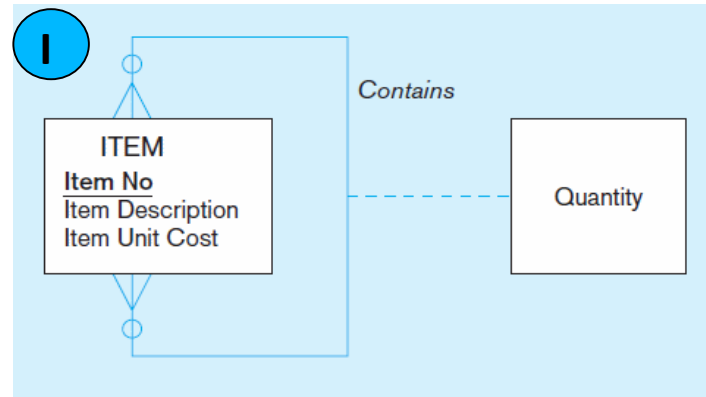 I
Contains
ITEM
Item No
Item Description
Item Unit Cost
Quantity